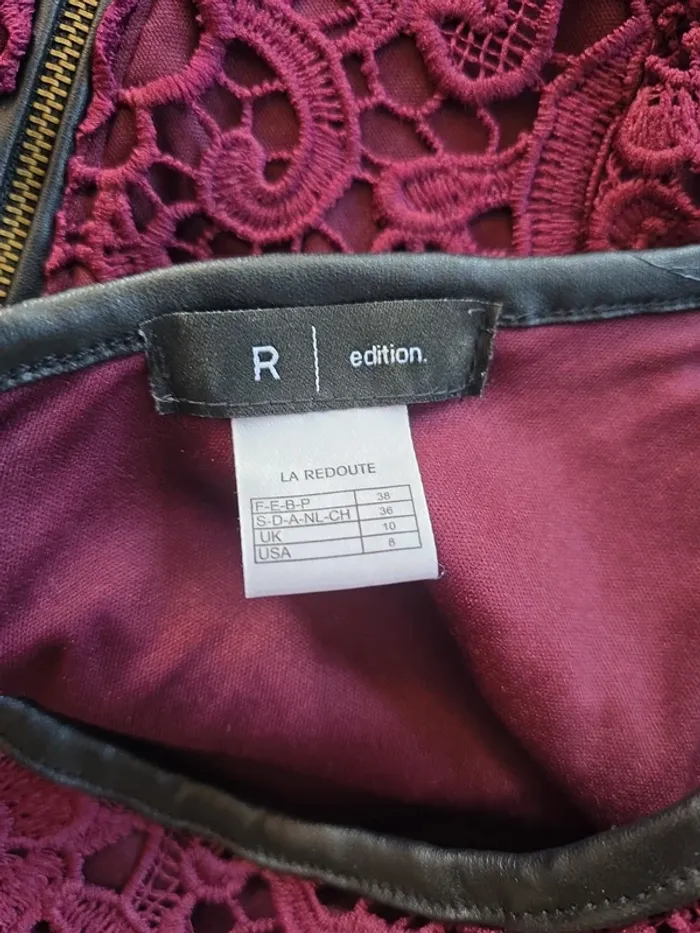 R | edition.
LA REDOUTE
F-E-B-P 38
S-D-A-NL-CH 36
UK 10
USA 8